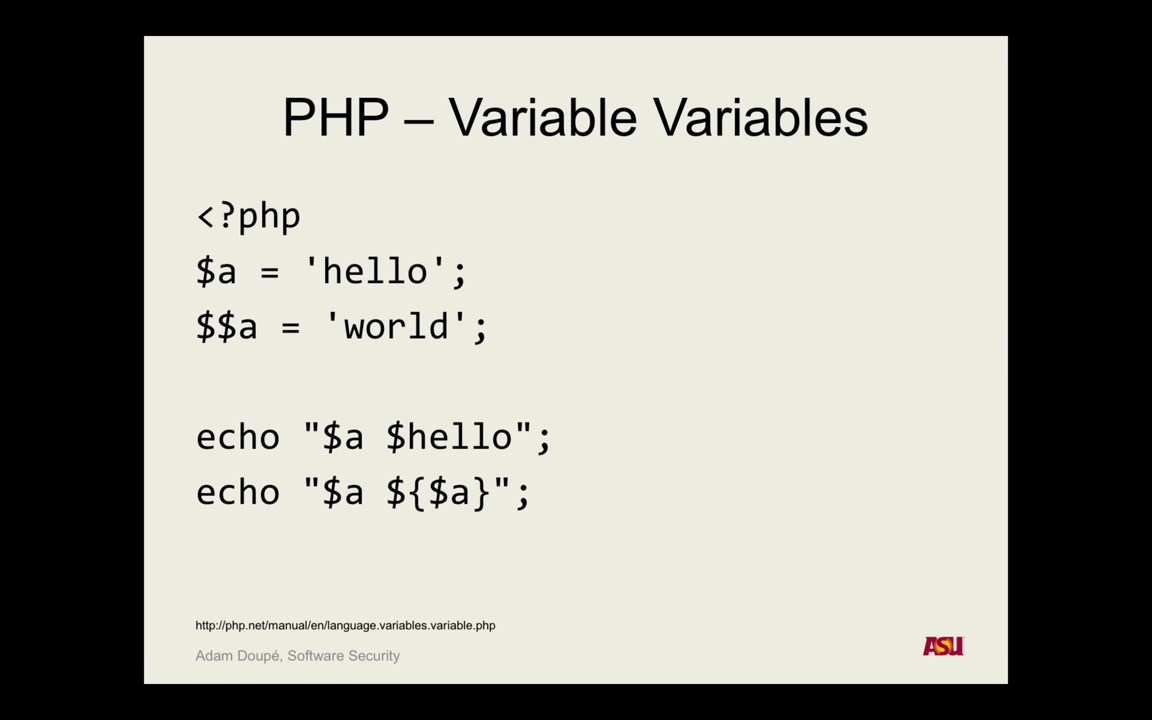 PHP – Variable Variables
<?php
$a = 'hello';
$$a = 'world';
echo "$a $hello";
echo "$a ${$a}";
http://php.net/manual/en/language.variables.variable.php
Adam Doupé, Software Security
ASU